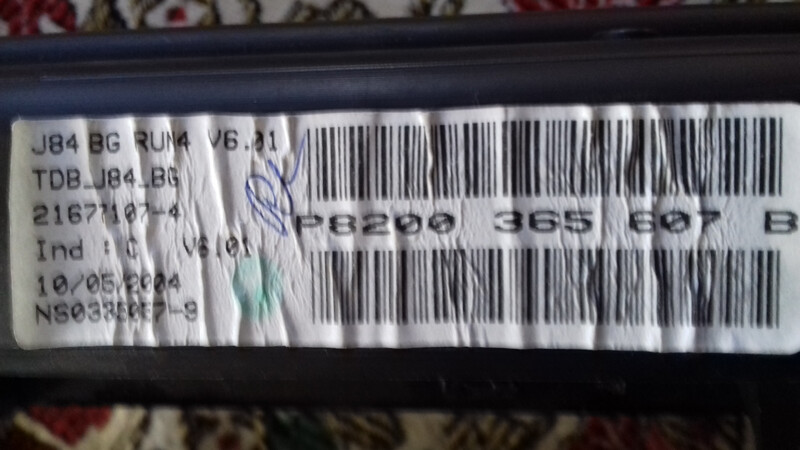 J84 BG RUN4 V6.01
TDB_J84_BG
21677107-4
Ind : C V6.01
10/05/2004
P8200 365 607 B